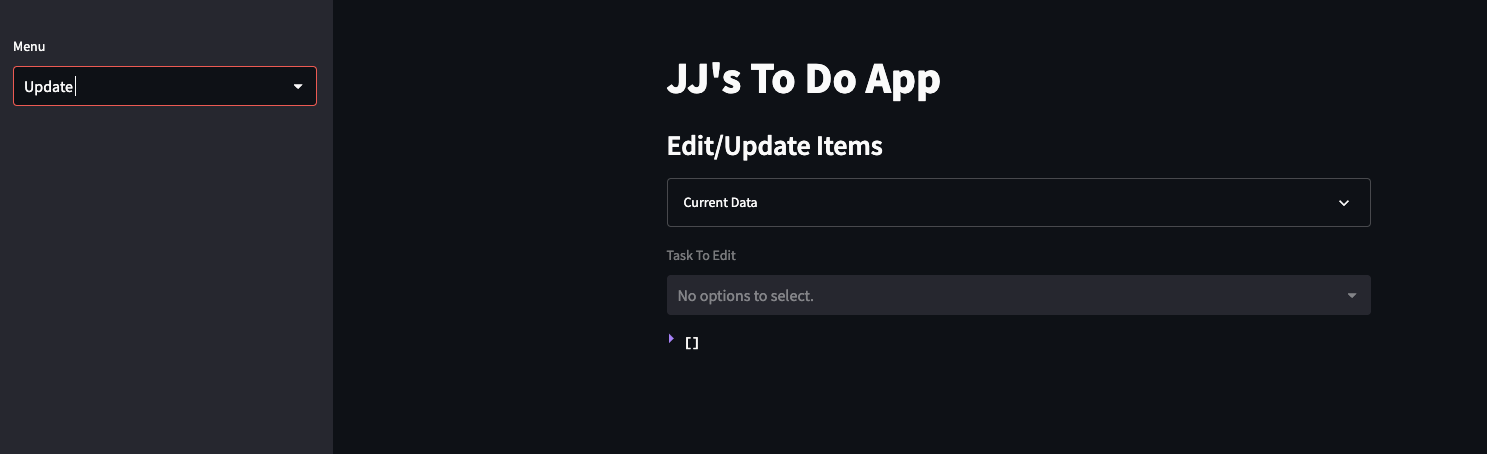 Menu
Update
JJ's To Do App
Edit/Update Items
Current Data
Task To Edit
No options to select.
[]